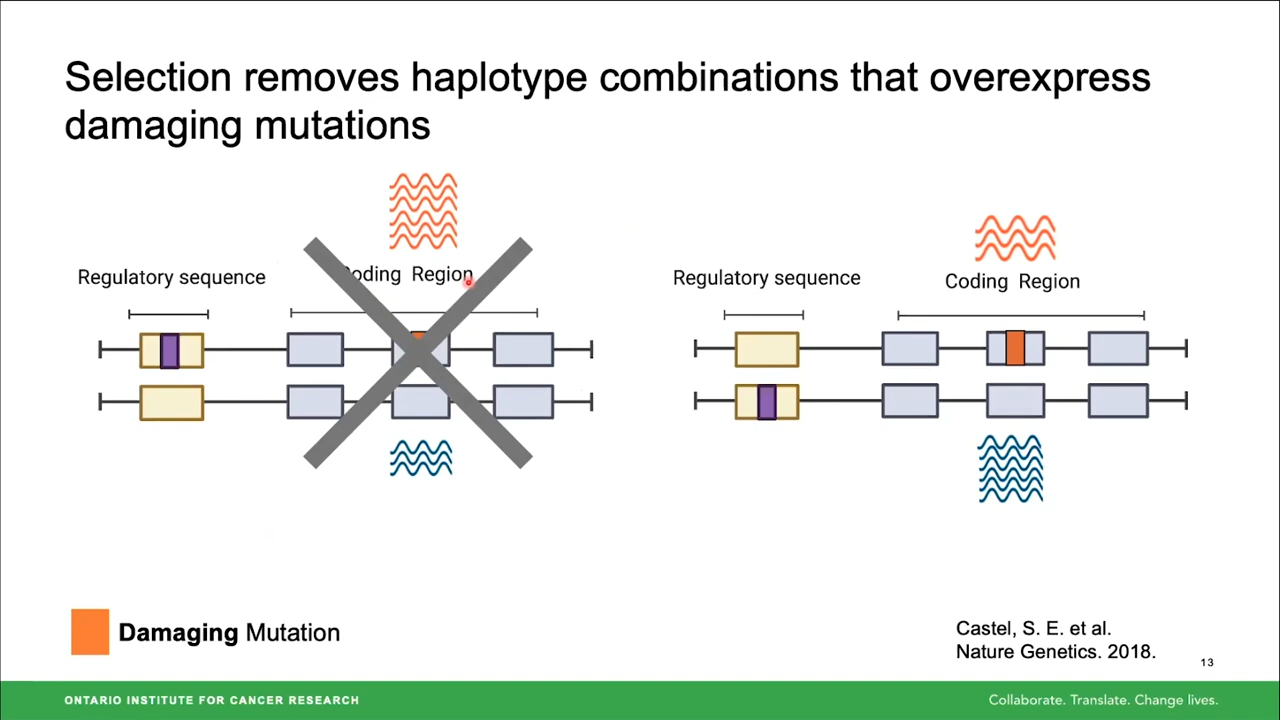 Selection removes haplotype combinations that overexpress
damaging mutations
Regulatory sequence
oding Region
Regulatory sequence
Coding Region
Damaging Mutation
Castel, S. E. et al.
Nature Genetics. 2018.
13
ONTARIO INSTITUTE FOR CANCER RESEARCH
Collaborate. Translate. Change lives.